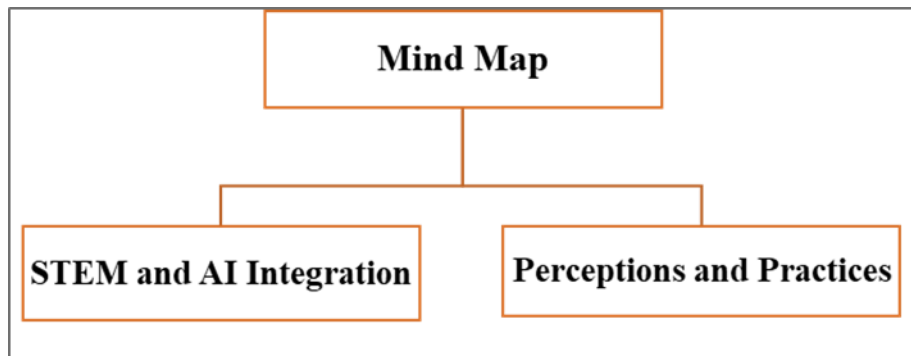 Mind Map
STEM and AI Integration
Perceptions and Practices